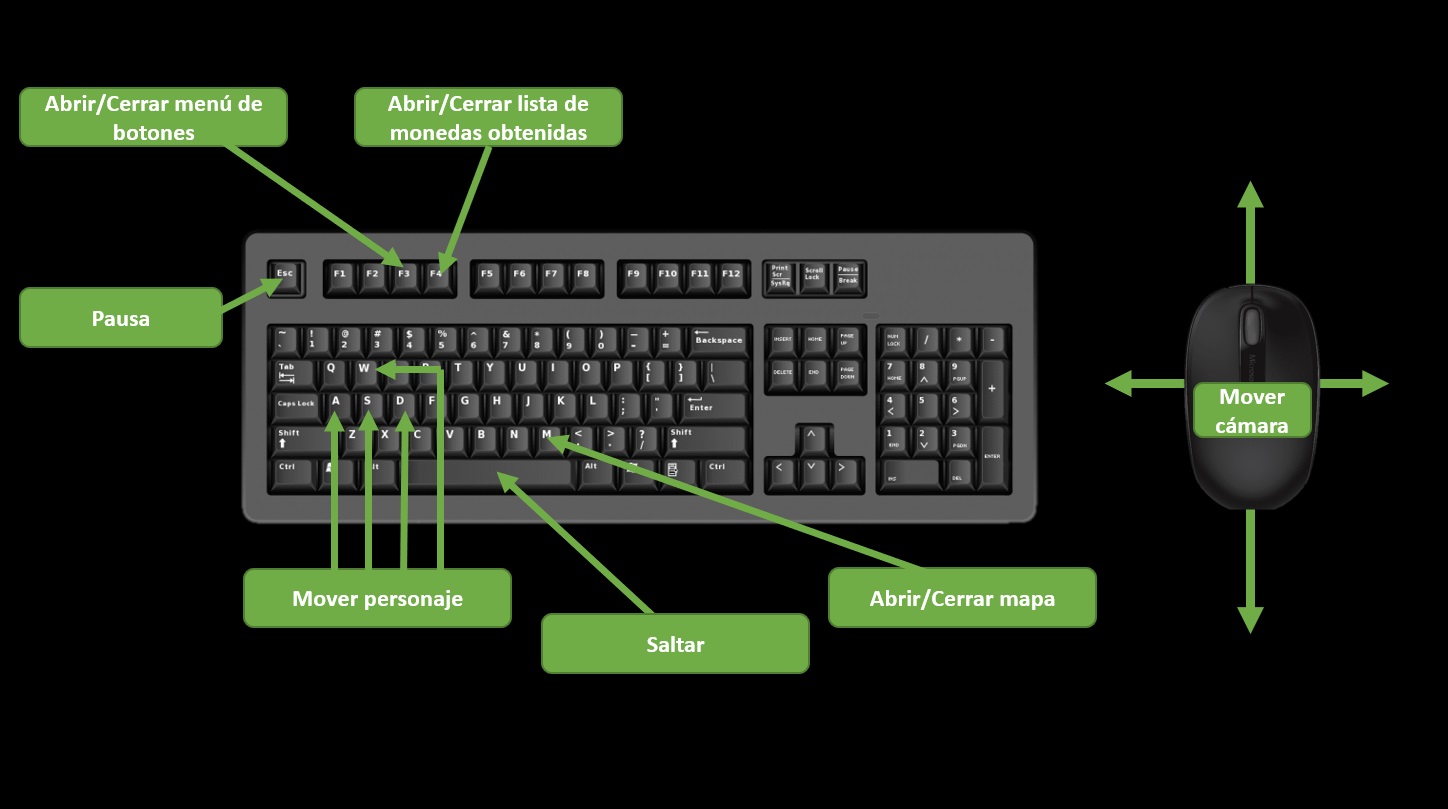 Abrir/Cerrar menú de
botones
Abrir/Cerrar lista de
monedas obtenidas
Pausa
Esc
F1 F2 F3 F4
F5 F6 F7 F8
F9 F10 F11 F12
Print
Scr
SysRq
Scroll
Lock
Pause
Break
~ ! @ # $ % ^ & * ( ) — +
` 1 2 3 4 5 6 7 8 9 0 - =
Backspace
INSERT HOME PAGE UP
NUM LOCK / * -
Tab Q W R T Y U I O P { [ } ] | \
DELETE END PAGE DOWN
7 HOME 8 ^ 9 PGUP +
Caps Lock A S D F G H J K L : ; " ' Enter
4 < 5 6 >
Shift Z X C V B N M < , > . ? / Shift
^
1 END 2 v 3 PGDN ENTER
Ctrl lt Alt Ctrl
< v >
INS DEL
Microsoft
Mover
cámara
Mover personaje
Abrir/Cerrar mapa
Saltar